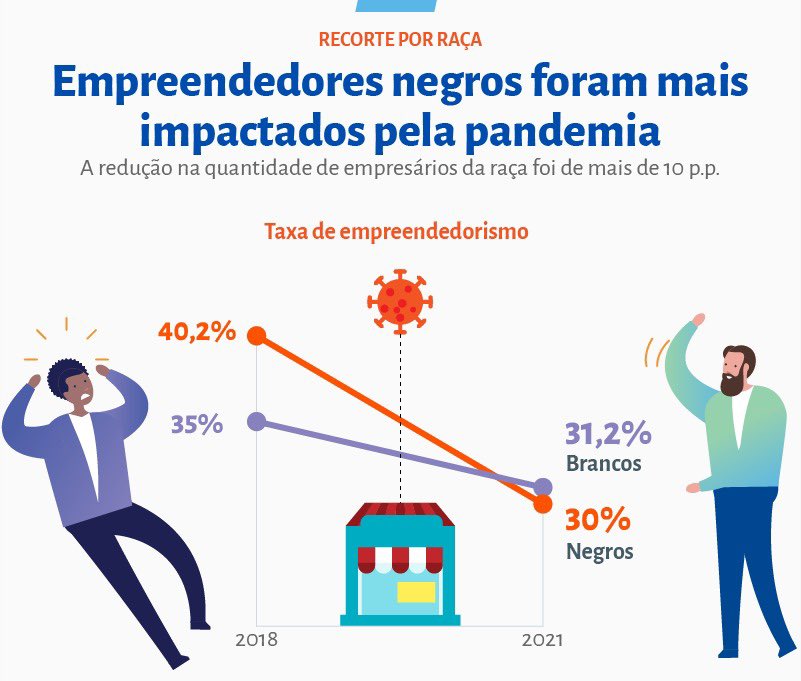 RECORTE POR RAÇA
Empreendedores negros foram mais
impactados pela pandemia
A redução na quantidade de empresários da raça foi de mais de 10 p.p.
Taxa de empreendedorismo
40,2%
35%
31,2%
Brancos
30%
Negros
2018
2021